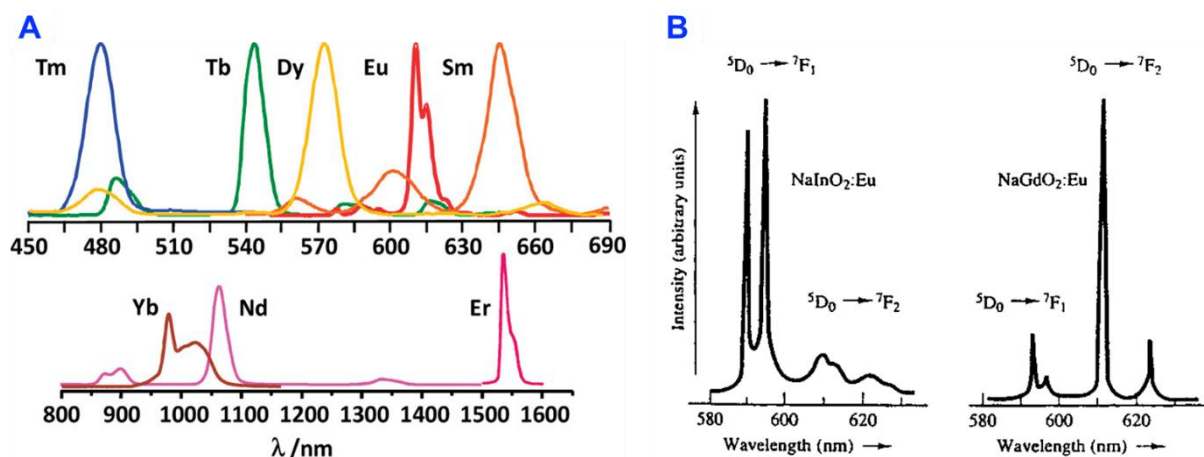 A
Tm
Tb
Dy
Eu
Sm
450 480 510 540 570 600 630 660 690
Yb
Nd
Er
800 900 1000 1100 1200 1300 1400 1500 1600
λ /nm
B
⁵D₀ → ⁷F₁
NaInO₂:Eu
⁵D₀ → ⁷F₂
Intensity (arbitrary units)
580 600 620
Wavelength (nm) →
⁵D₀ → ⁷F₂
NaGdO₂:Eu
⁵D₀ → ⁷F₁
580 600 620
Wavelength (nm) →